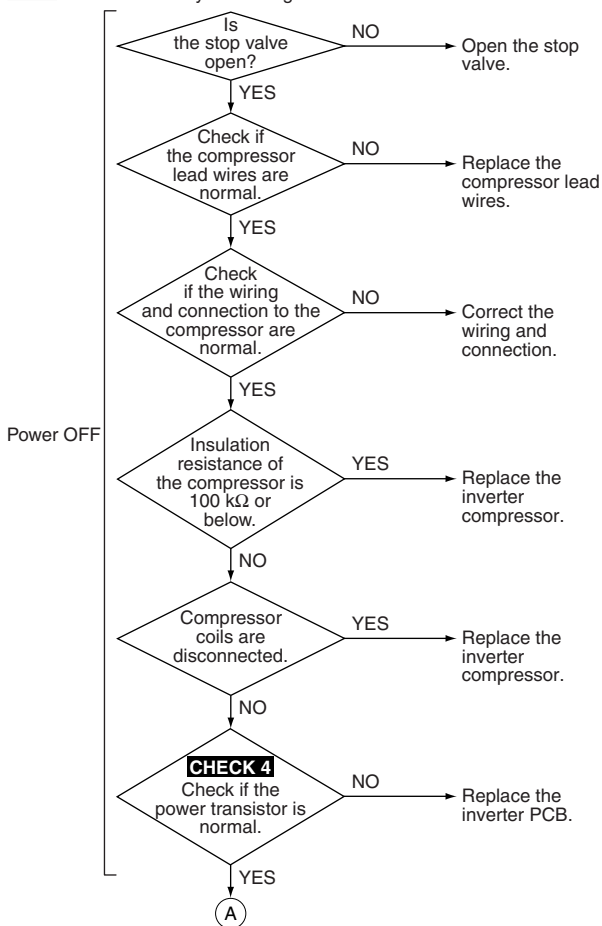 Is
the stop valve
open?
NO
Open the stop
valve.
YES
Check if
the compressor
lead wires are
normal.
NO
Replace the
compressor lead
wires.
YES
Check
if the wiring
and connection to the
compressor are
normal.
NO
Correct the
wiring and
connection.
YES
Power OFF
Insulation
resistance of
the compressor is
100 kΩ or
below.
YES
Replace the
inverter
compressor.
NO
Compressor
coils are
disconnected.
YES
Replace the
inverter
compressor.
NO
CHECK 4
Check if the
power transistor is
normal.
NO
Replace the
inverter PCB.
YES
A